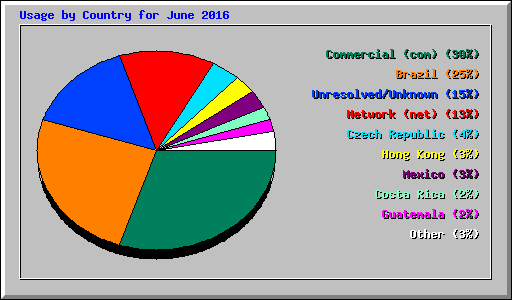 Usage by Country for June 2016
Commercial (com) (30%)
Brazil (25%)
Unresolved/Unknown (15%)
Network (net) (13%)
Czech Republic (4%)
Hong Kong (3%)
Mexico (3%)
Costa Rica (2%)
Guatemala (2%)
Other (3%)